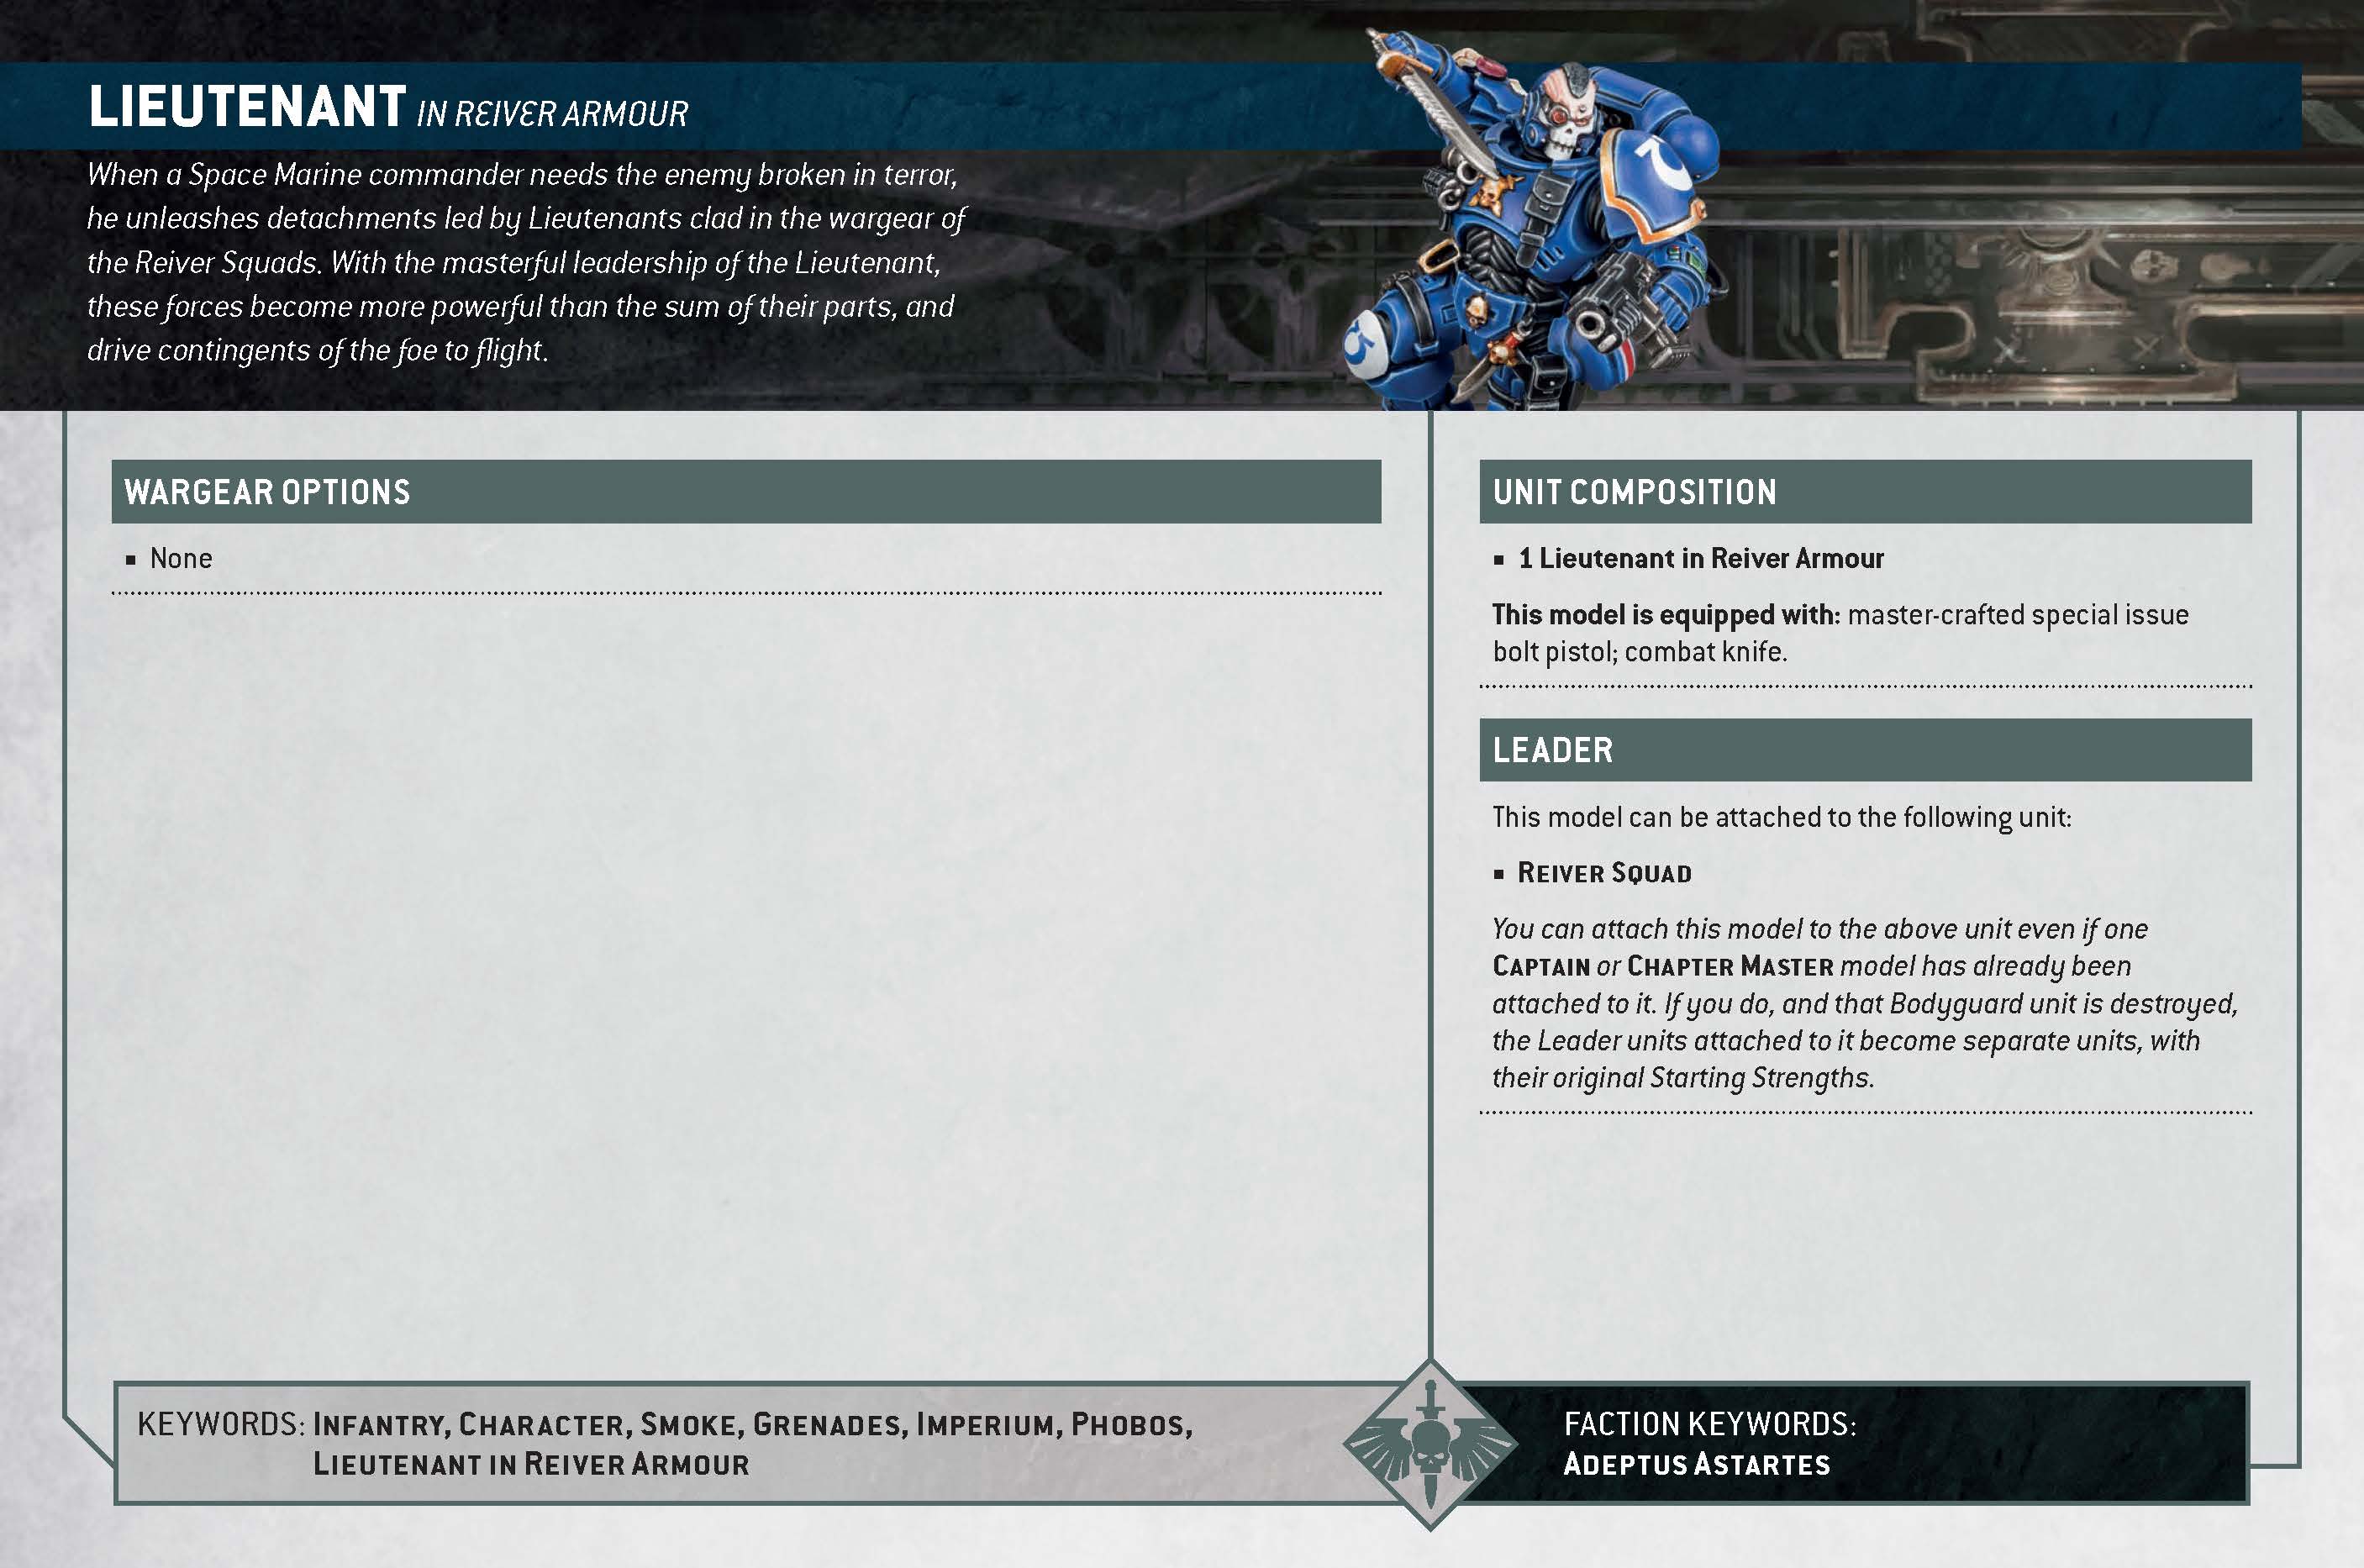 LIEUTENANT IN REIVER ARMOUR
When a Space Marine commander needs the enemy broken in terror,
he unleashes detachments led by Lieutenants clad in the wargear of
the Reiver Squads. With the masterful leadership of the Lieutenant,
these forces become more powerful than the sum of their parts, and
drive contingents of the foe to flight.
WARGEAR OPTIONS
▪ None
UNIT COMPOSITION
▪ 1 Lieutenant in Reiver Armour
This model is equipped with: master-crafted special issue
bolt pistol; combat knife.
LEADER
This model can be attached to the following unit:
▪ REIVER SQUAD
You can attach this model to the above unit even if one
CAPTAIN or CHAPTER MASTER model has already been
attached to it. If you do, and that Bodyguard unit is destroyed,
the Leader units attached to it become separate units, with
their original Starting Strengths.
KEYWORDS: INFANTRY, CHARACTER, SMOKE, GRENADES, IMPERIUM, PHOBOS,
LIEUTENANT IN REIVER ARMOUR
FACTION KEYWORDS:
ADEPTUS ASTARTES